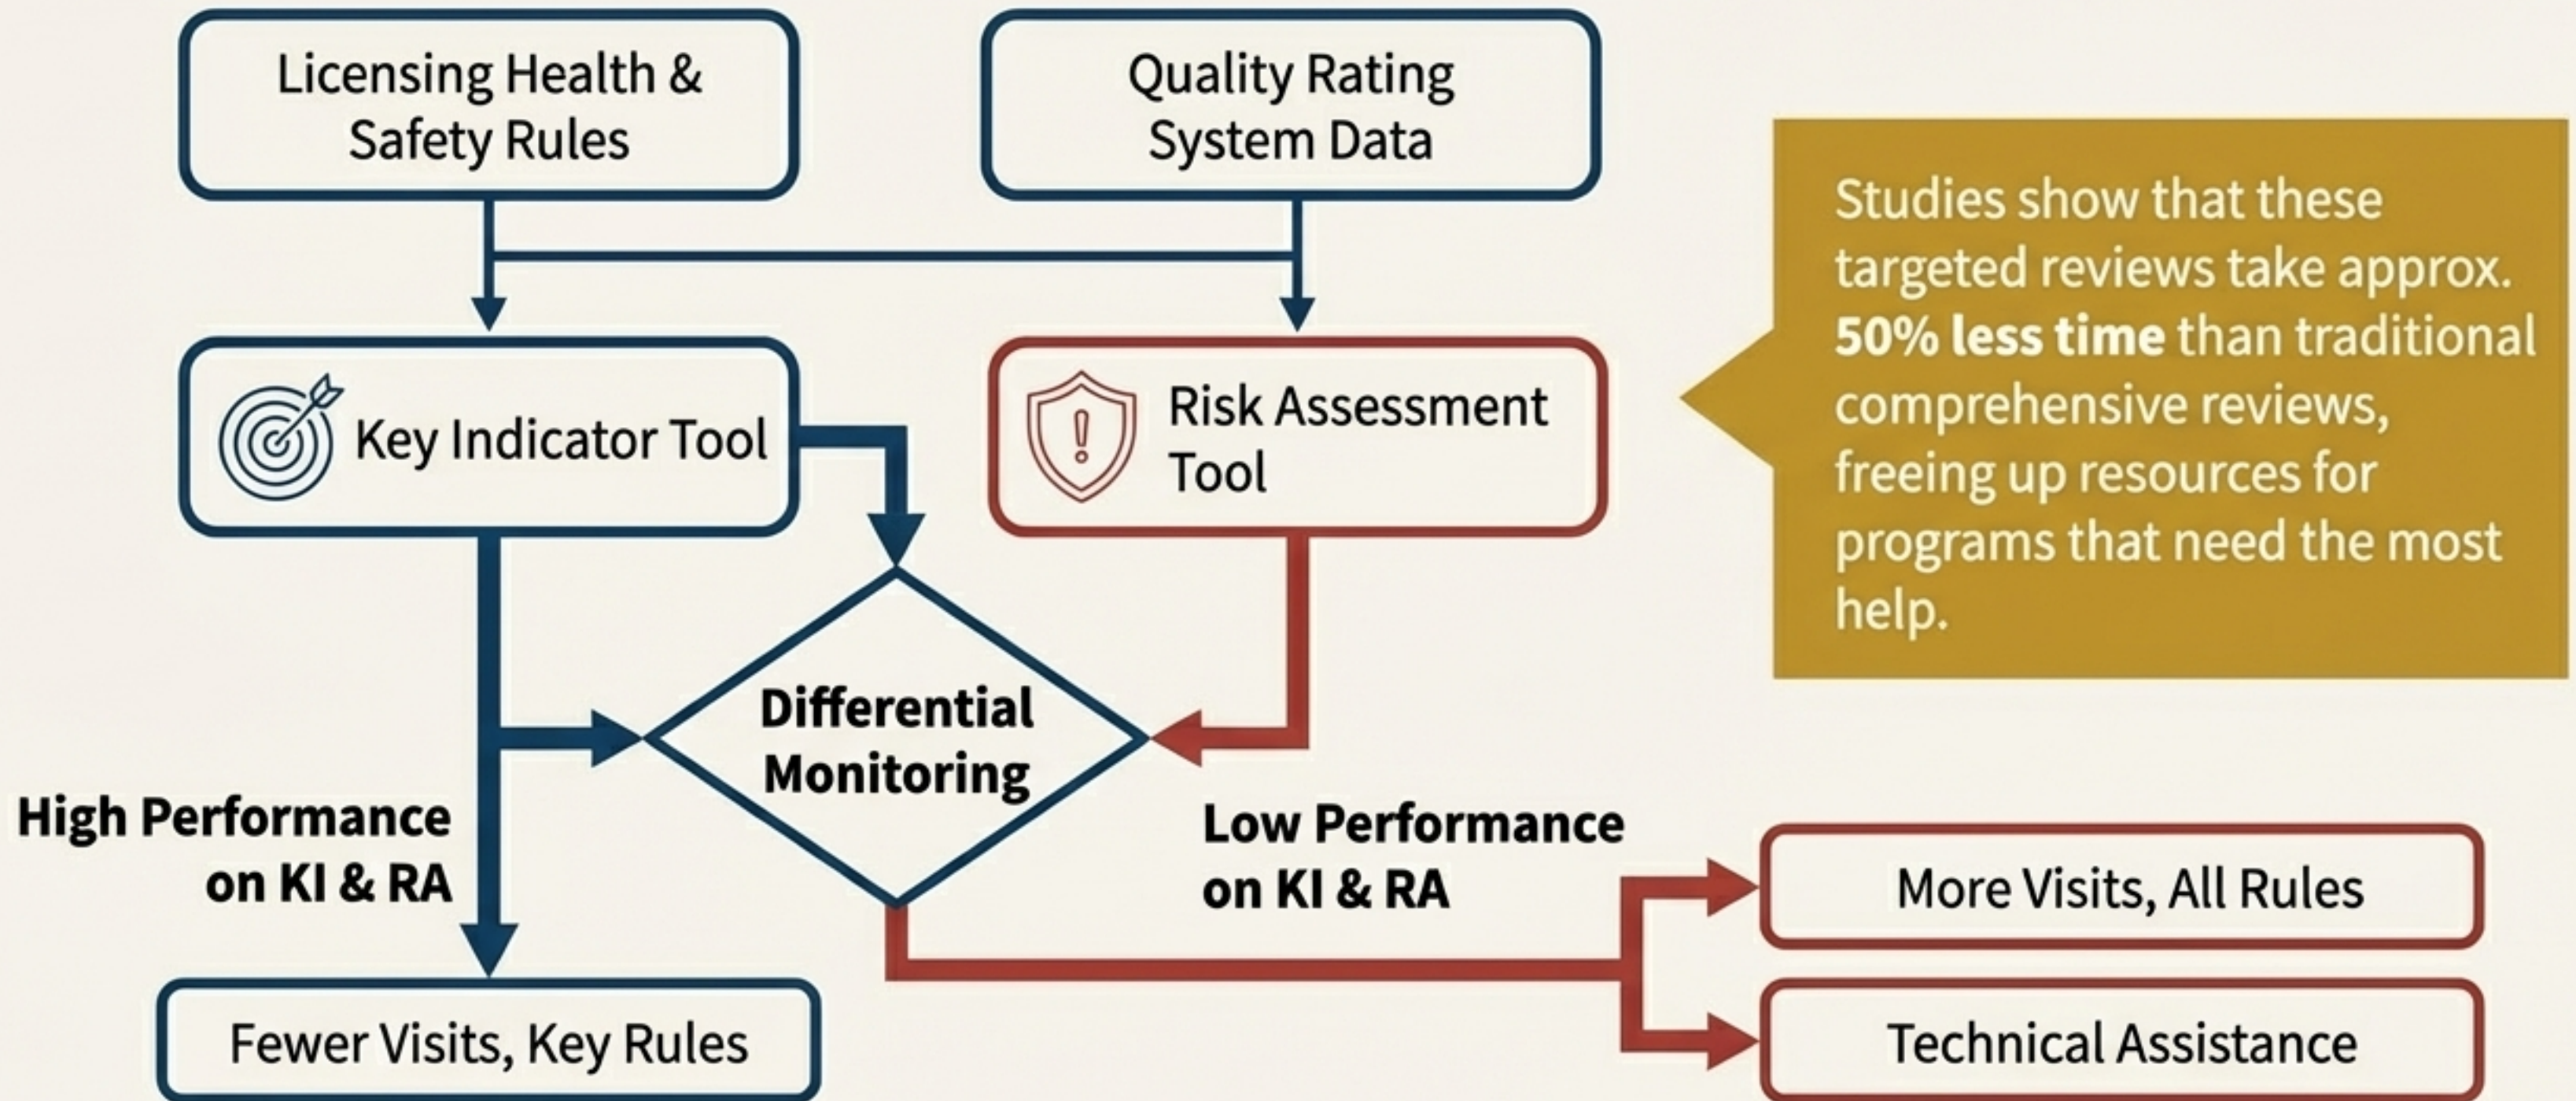 Licensing Health &
Safety Rules
Quality Rating
System Data
Studies show that these
targeted reviews take approx.
50% less time than traditional
comprehensive reviews,
freeing up resources for
programs that need the most
help.
Key Indicator Tool
Risk Assessment
Tool
Differential
Monitoring
High Performance
on KI & RA
Low Performance
on KI & RA
More Visits, All Rules
Fewer Visits, Key Rules
Technical Assistance